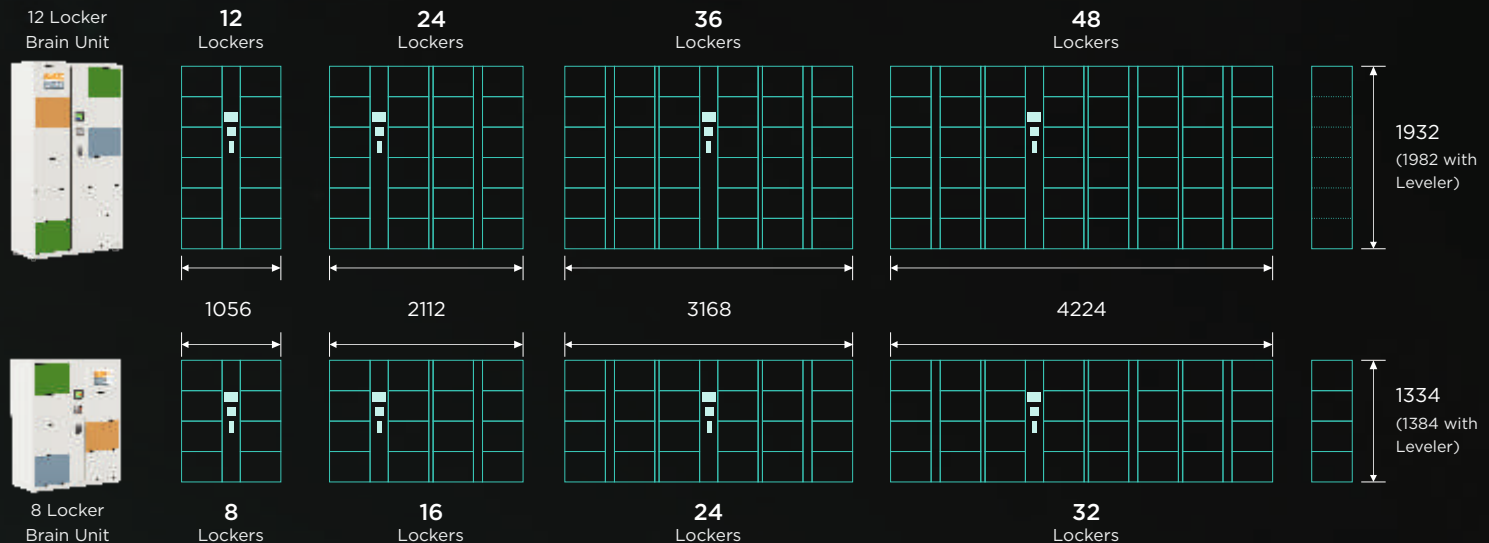 12 Locker
Brain Unit
12
Lockers
24
Lockers
36
Lockers
48
Lockers
1932
(1982 with
Leveler)
1056
2112
3168
4224
1334
(1384 with
Leveler)
8 Locker
Brain Unit
8
Lockers
16
Lockers
24
Lockers
32
Lockers